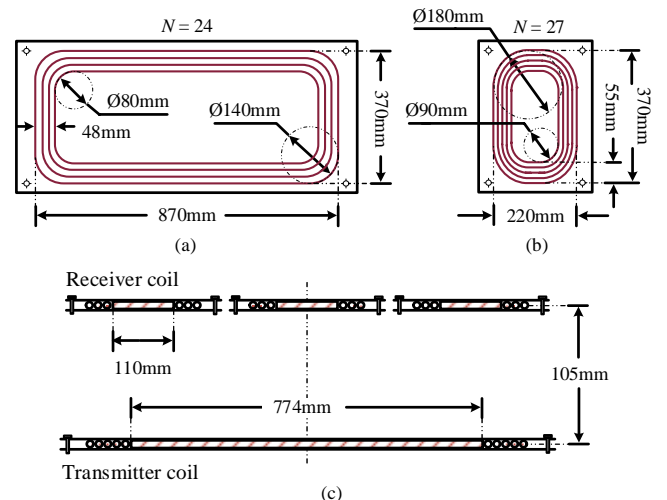 N = 24
Ø80mm
Ø140mm
48mm
370mm
870mm
(a)
N = 27
Ø180mm
Ø90mm
55mm
370mm
220mm
(b)
Receiver coil
110mm
105mm
774mm
Transmitter coil
(c)